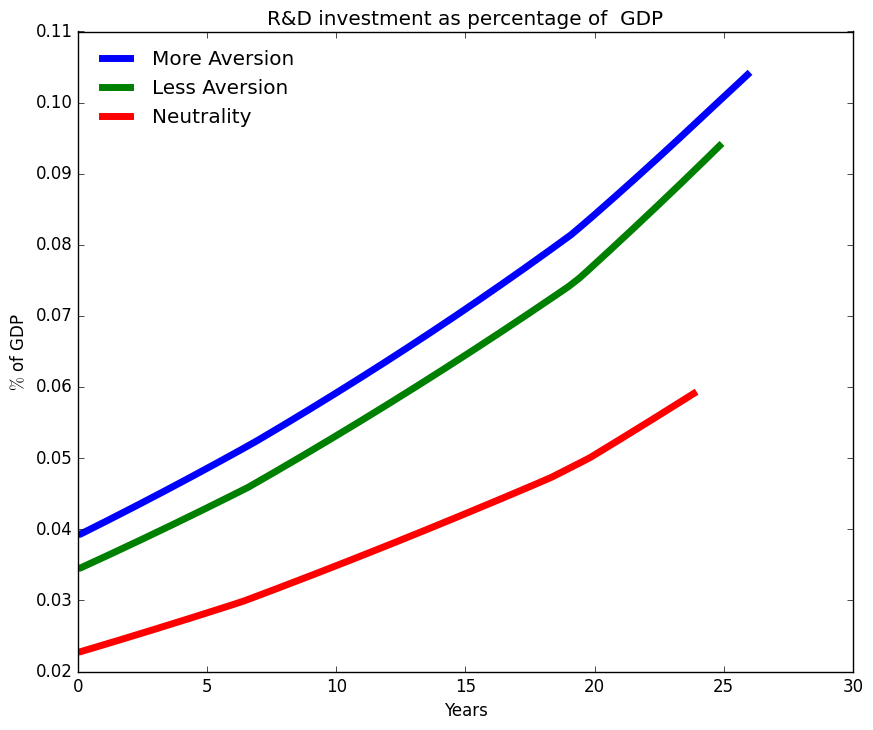 R&D investment as percentage of  GDP
More Aversion
Less Aversion
Neutrality
% of GDP
0.11
0.10
0.09
0.08
0.07
0.06
0.05
0.04
0.03
0.02
0 5 10 15 20 25 30
Years